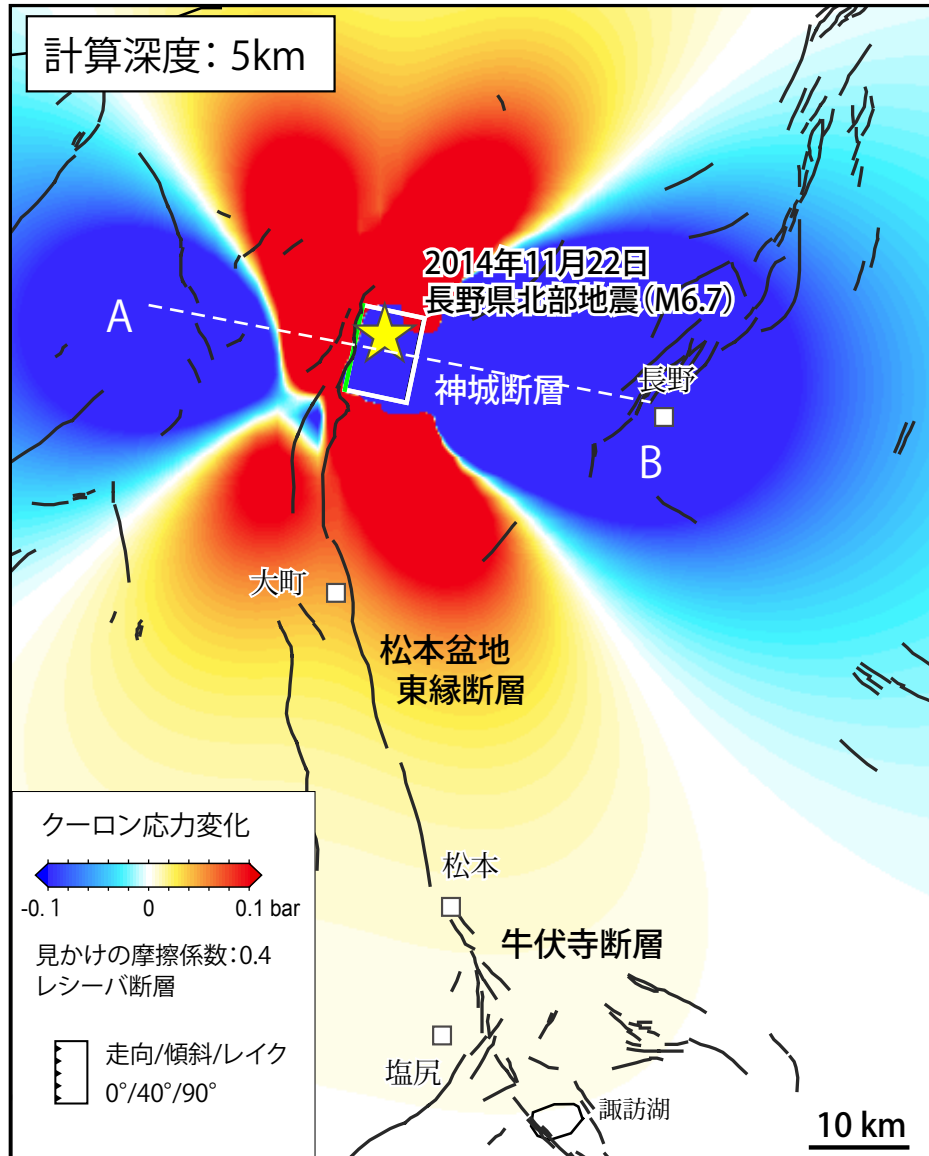 計算深度：5km
2014年11月22日
長野県北部地震（M6.7）
A
神城断層
長野
B
大町
松本盆地
東縁断層
クーロン応力変化
-0. 1
0
0.1 bar
見かけの摩擦係数：0.4
レシーバ断層
走向/傾斜/レイク
0°/40°/90°
松本
牛伏寺断層
塩尻
諏訪湖
10 km